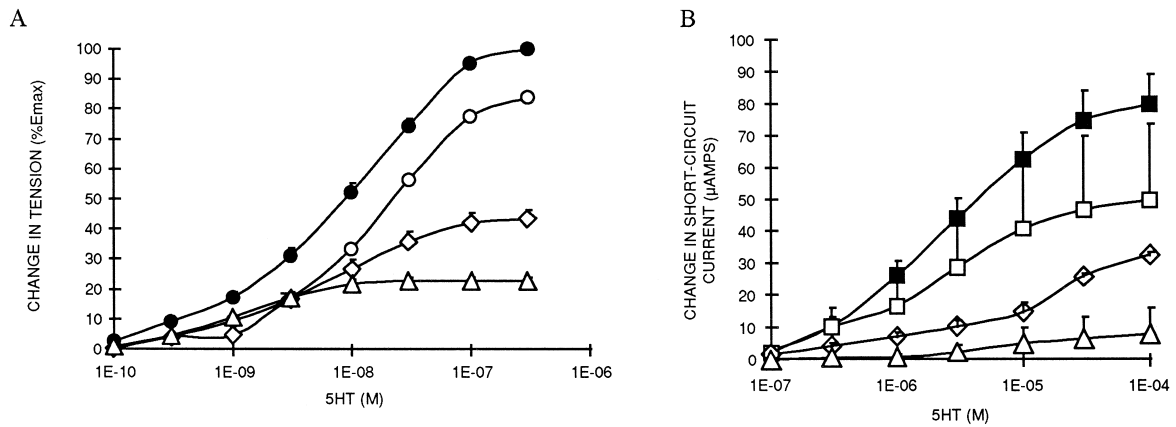 A
CHANGE IN TENSION (%Emax)
100
90
80
70
60
50
40
30
20
10
0
1E-10
1E-09
1E-08
1E-07
1E-06
5HT (M)
B
CHANGE IN SHORT-CIRCUIT
CURRENT (µAMPS)
100
90
80
70
60
50
40
30
20
10
0
1E-07
1E-06
1E-05
1E-04
5HT (M)